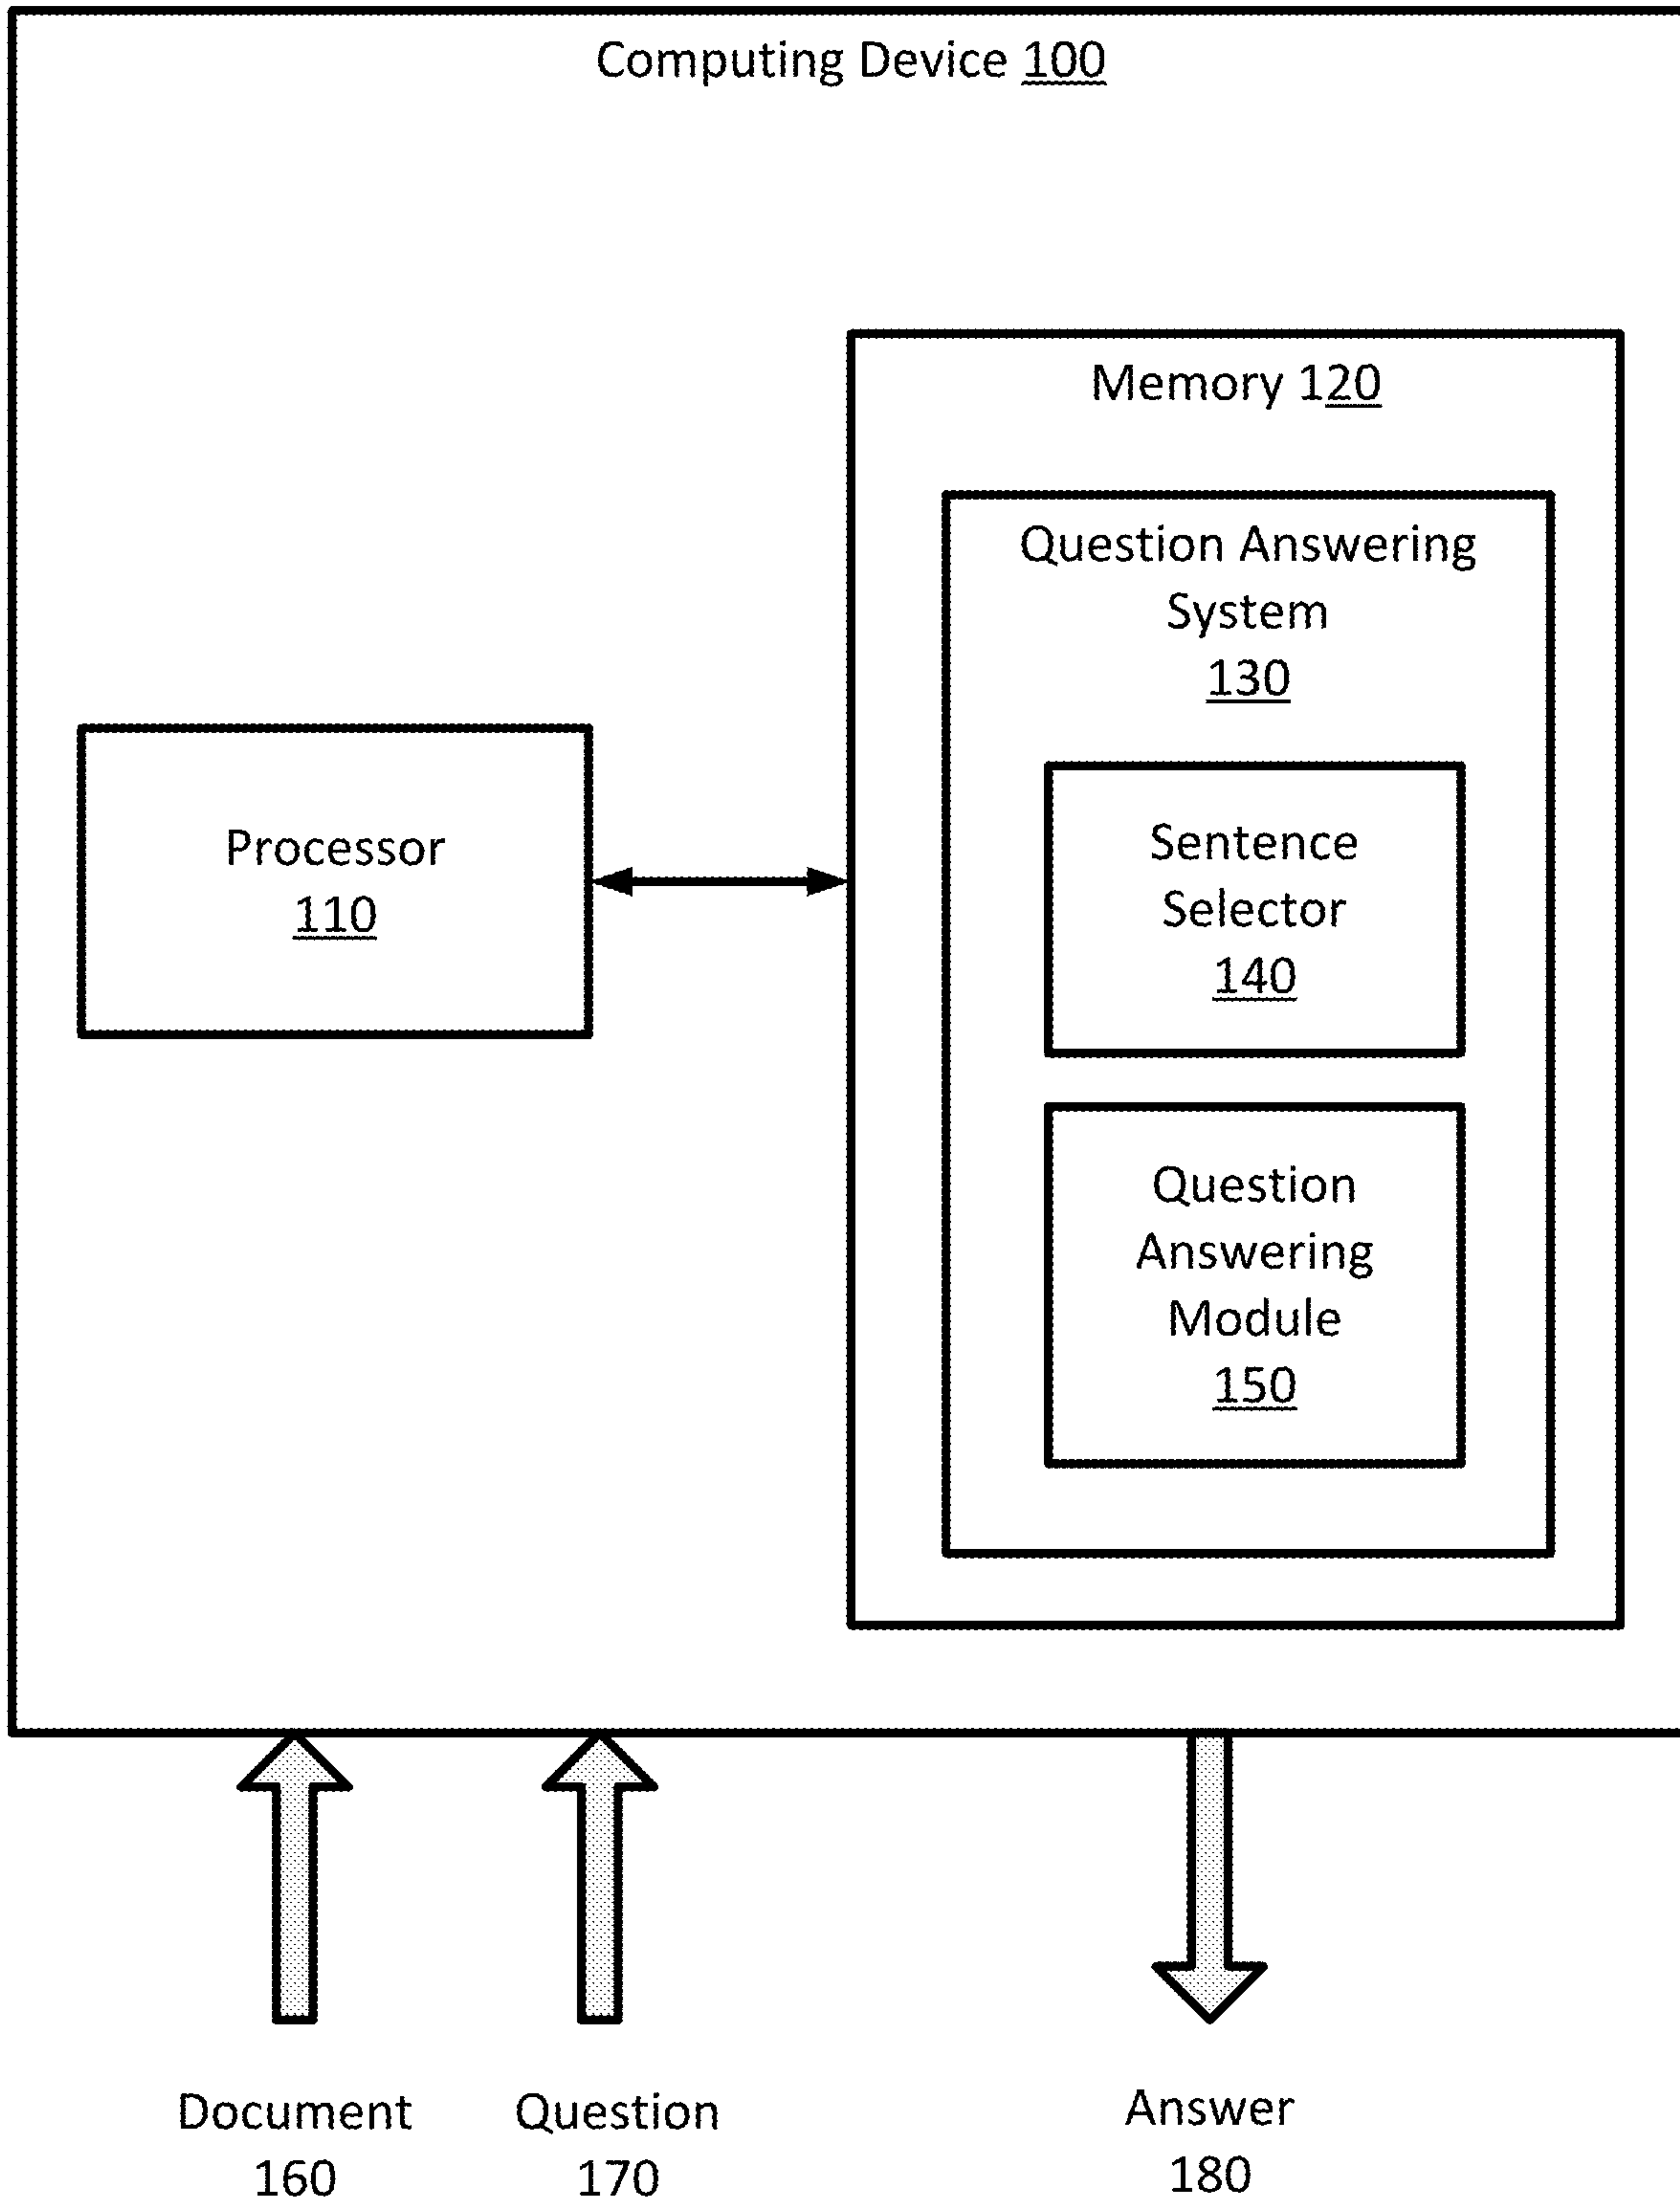 Computing Device 100
Memory 120
Question Answering
System
130
Processor
110
Sentence
Selector
140
Question
Answering
Module
150
Document
160
Question
170
Answer
180